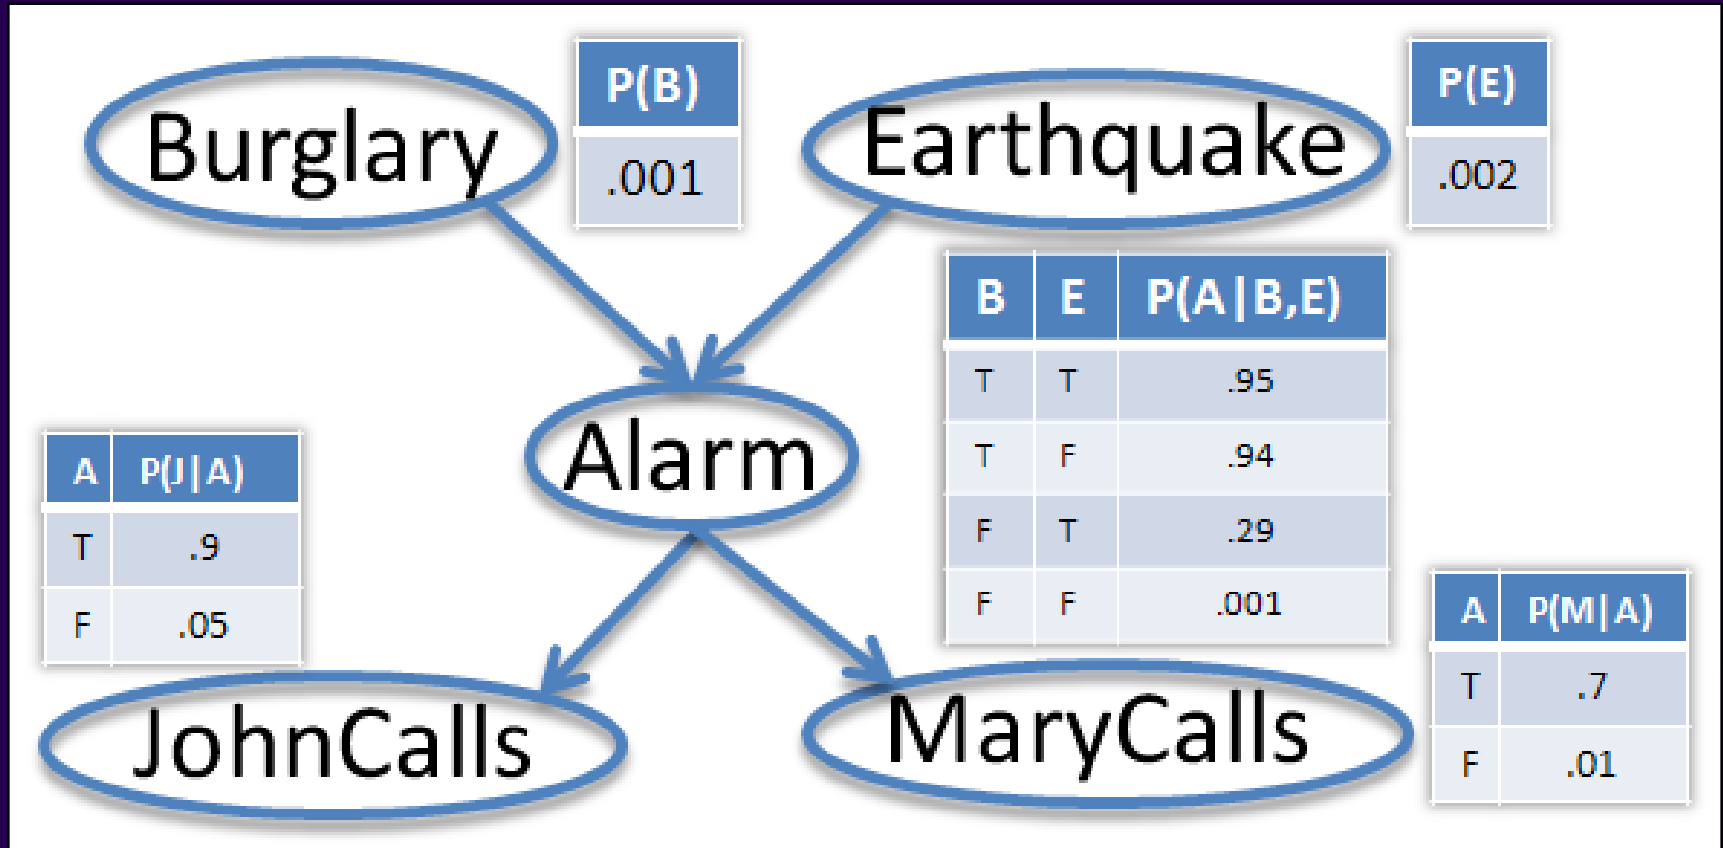 Burglary
P(B)
.001
Earthquake
P(E)
.002
B E P(A|B,E)
T T .95
T F .94
F T .29
F F .001
Alarm
A P(J|A)
T .9
F .05
A P(M|A)
T .7
F .01
JohnCalls
MaryCalls